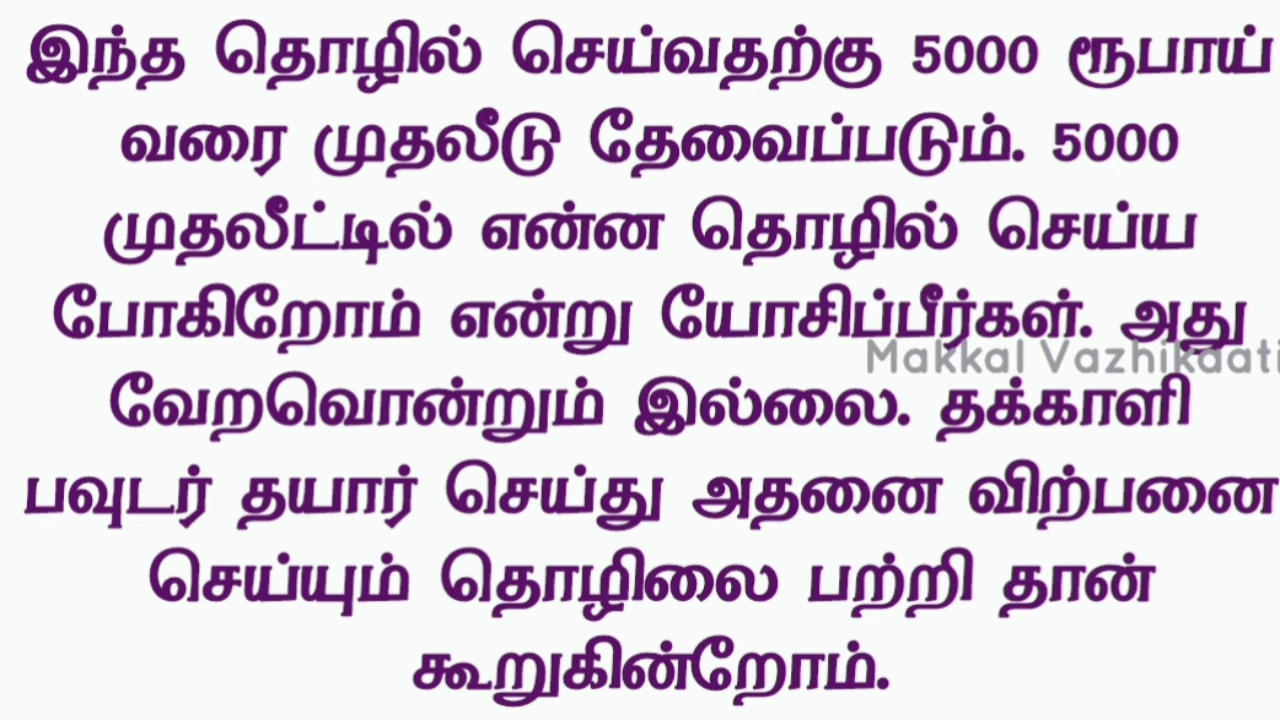 இந்த தொழில் செய்வதற்கு 5000 ரூபாய்
வரை முதலீடு தேவைப்படும். 5000
முதலீட்டில் என்ன தொழில் செய்ய
போகிறோம் என்று யோசிப்பீர்கள். அது
Makkal Vazhikaati
வேறவொன்றும் இல்லை. தக்காளி
பவுடர் தயார் செய்து அதனை விற்பனை
செய்யும் தொழிலை பற்றி தான்
கூறுகின்றோம்.